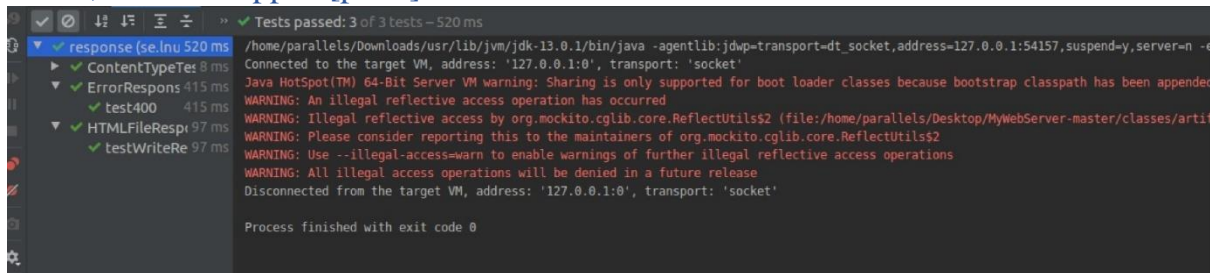 Tests passed: 3 of 3 tests – 520 ms
response (se.lnu 520 ms
ContentTypeTes 8 ms
ErrorRespons 415 ms
test400 415 ms
HTMLFileRespo 97 ms
testWriteRe 97 ms
/home/parallels/Downloads/usr/lib/jvm/jdk-13.0.1/bin/java -agentlib:jdwp=transport=dt_socket,address=127.0.0.1:54157,suspend=y,server=n -e
Connected to the target VM, address: '127.0.0.1:0', transport: 'socket'
Java HotSpot(TM) 64-Bit Server VM warning: Sharing is only supported for boot loader classes because bootstrap classpath has been appended
WARNING: An illegal reflective access operation has occurred
WARNING: Illegal reflective access by org.mockito.cglib.core.ReflectUtils$2 (file:/home/parallels/Desktop/MyWebServer-master/classes/artif
WARNING: Please consider reporting this to the maintainers of org.mockito.cglib.core.ReflectUtils$2
WARNING: Use --illegal-access=warn to enable warnings of further illegal reflective access operations
WARNING: All illegal access operations will be denied in a future release
Disconnected from the target VM, address: '127.0.0.1:0', transport: 'socket'
Process finished with exit code 0